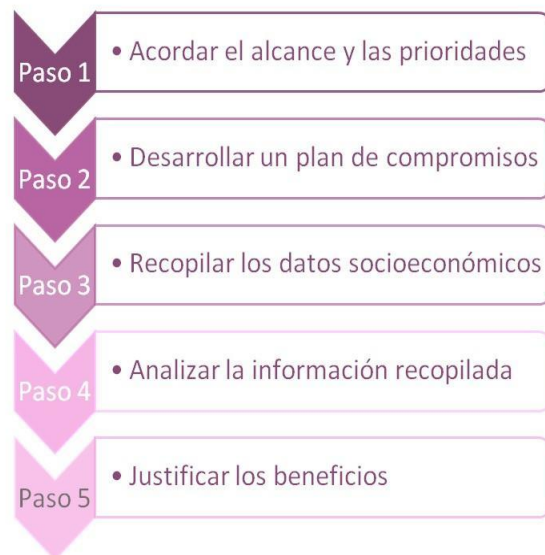 Paso 1
• Acordar el alcance y las prioridades
Paso 2
• Desarrollar un plan de compromisos
Paso 3
• Recopilar los datos socioeconómicos
Paso 4
• Analizar la información recopilada
Paso 5
• Justificar los beneficios